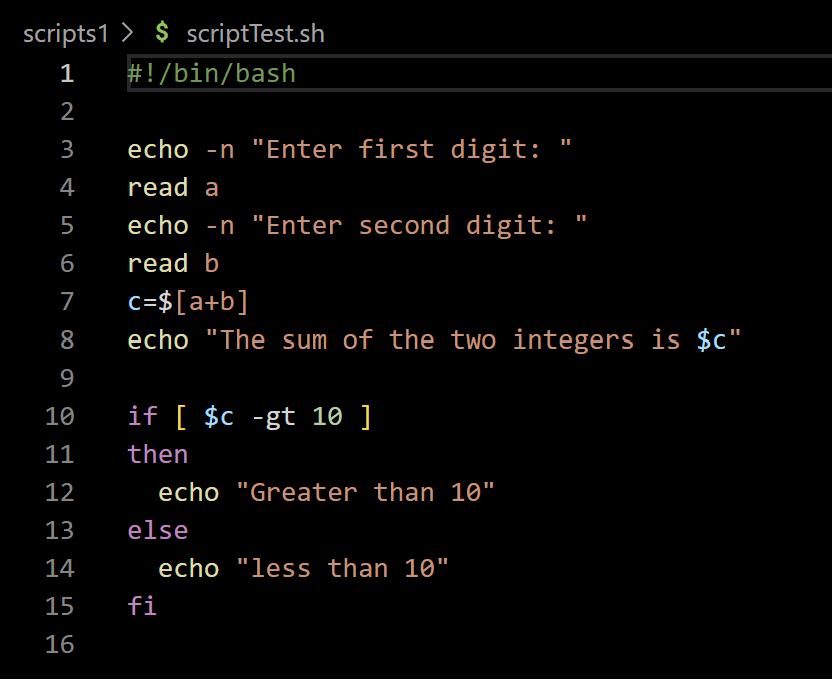 scripts1 > $ scriptTest.sh
1 #!/bin/bash
2
3 echo -n "Enter first digit: "
4 read a
5 echo -n "Enter second digit: "
6 read b
7 c=$[a+b]
8 echo "The sum of the two integers is $c"
9
10 if [ $c -gt 10 ]
11 then
12   echo "Greater than 10"
13 else
14   echo "less than 10"
15 fi
16